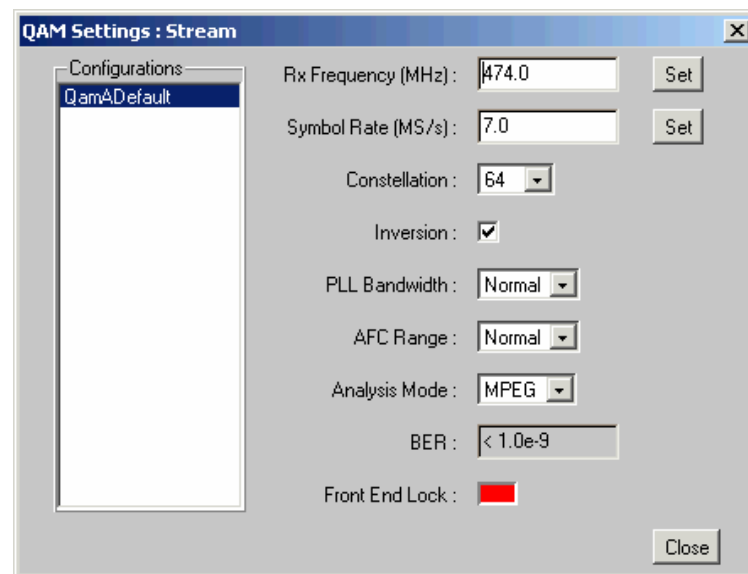 QAM Settings : Stream
Configurations
QamADefault
Rx Frequency (MHz) : 474.0 Set
Symbol Rate (MS/s) : 7.0 Set
Constellation : 64
Inversion :
PLL Bandwidth : Normal
AFC Range : Normal
Analysis Mode : MPEG
BER : < 1.0e-9
Front End Lock :
Close